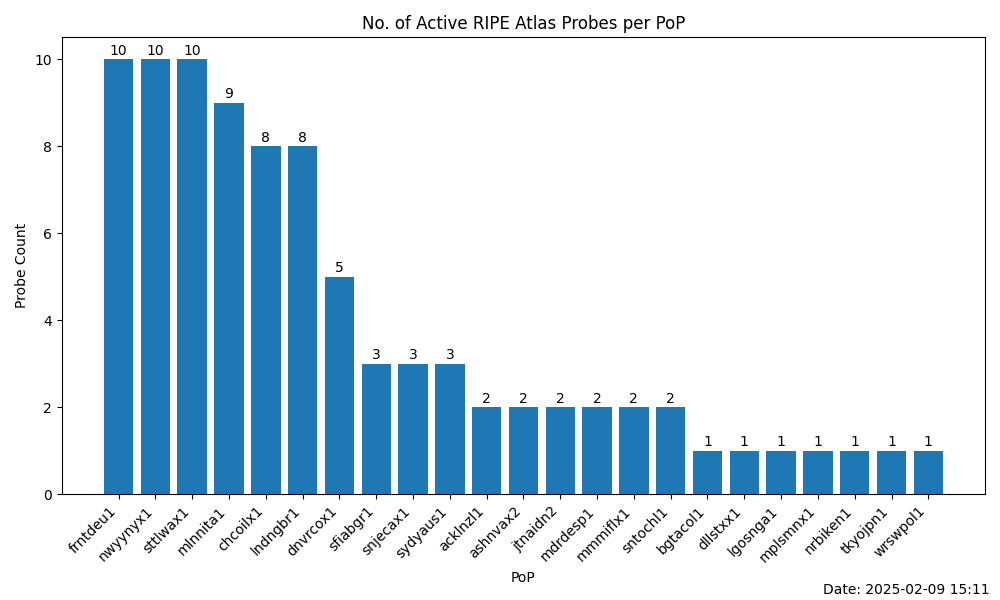 No. of Active RIPE Atlas Probes per PoP
Probe Count
10
8
6
4
2
0
10 10 10 9 8 8 5 3 3 3 2 2 2 2 2 2 1 1 1 1 1 1 1
frntdeu1 nwyynyx1 sttlwax1 mlnnita1 chcoilx1 lndngbr1 dnvrcox1 sfiabgr1 snjecax1 sydyaus1 acklnzl1 ashnvax2 jtnaidn2 mdrdesp1 mmmiflx1 sntochl1 bgtacol1 dllstxx1 lgosnga1 mplsmnx1 nrbiken1 tkyojpn1 wrswpol1
PoP
Date: 2025-02-09 15:11